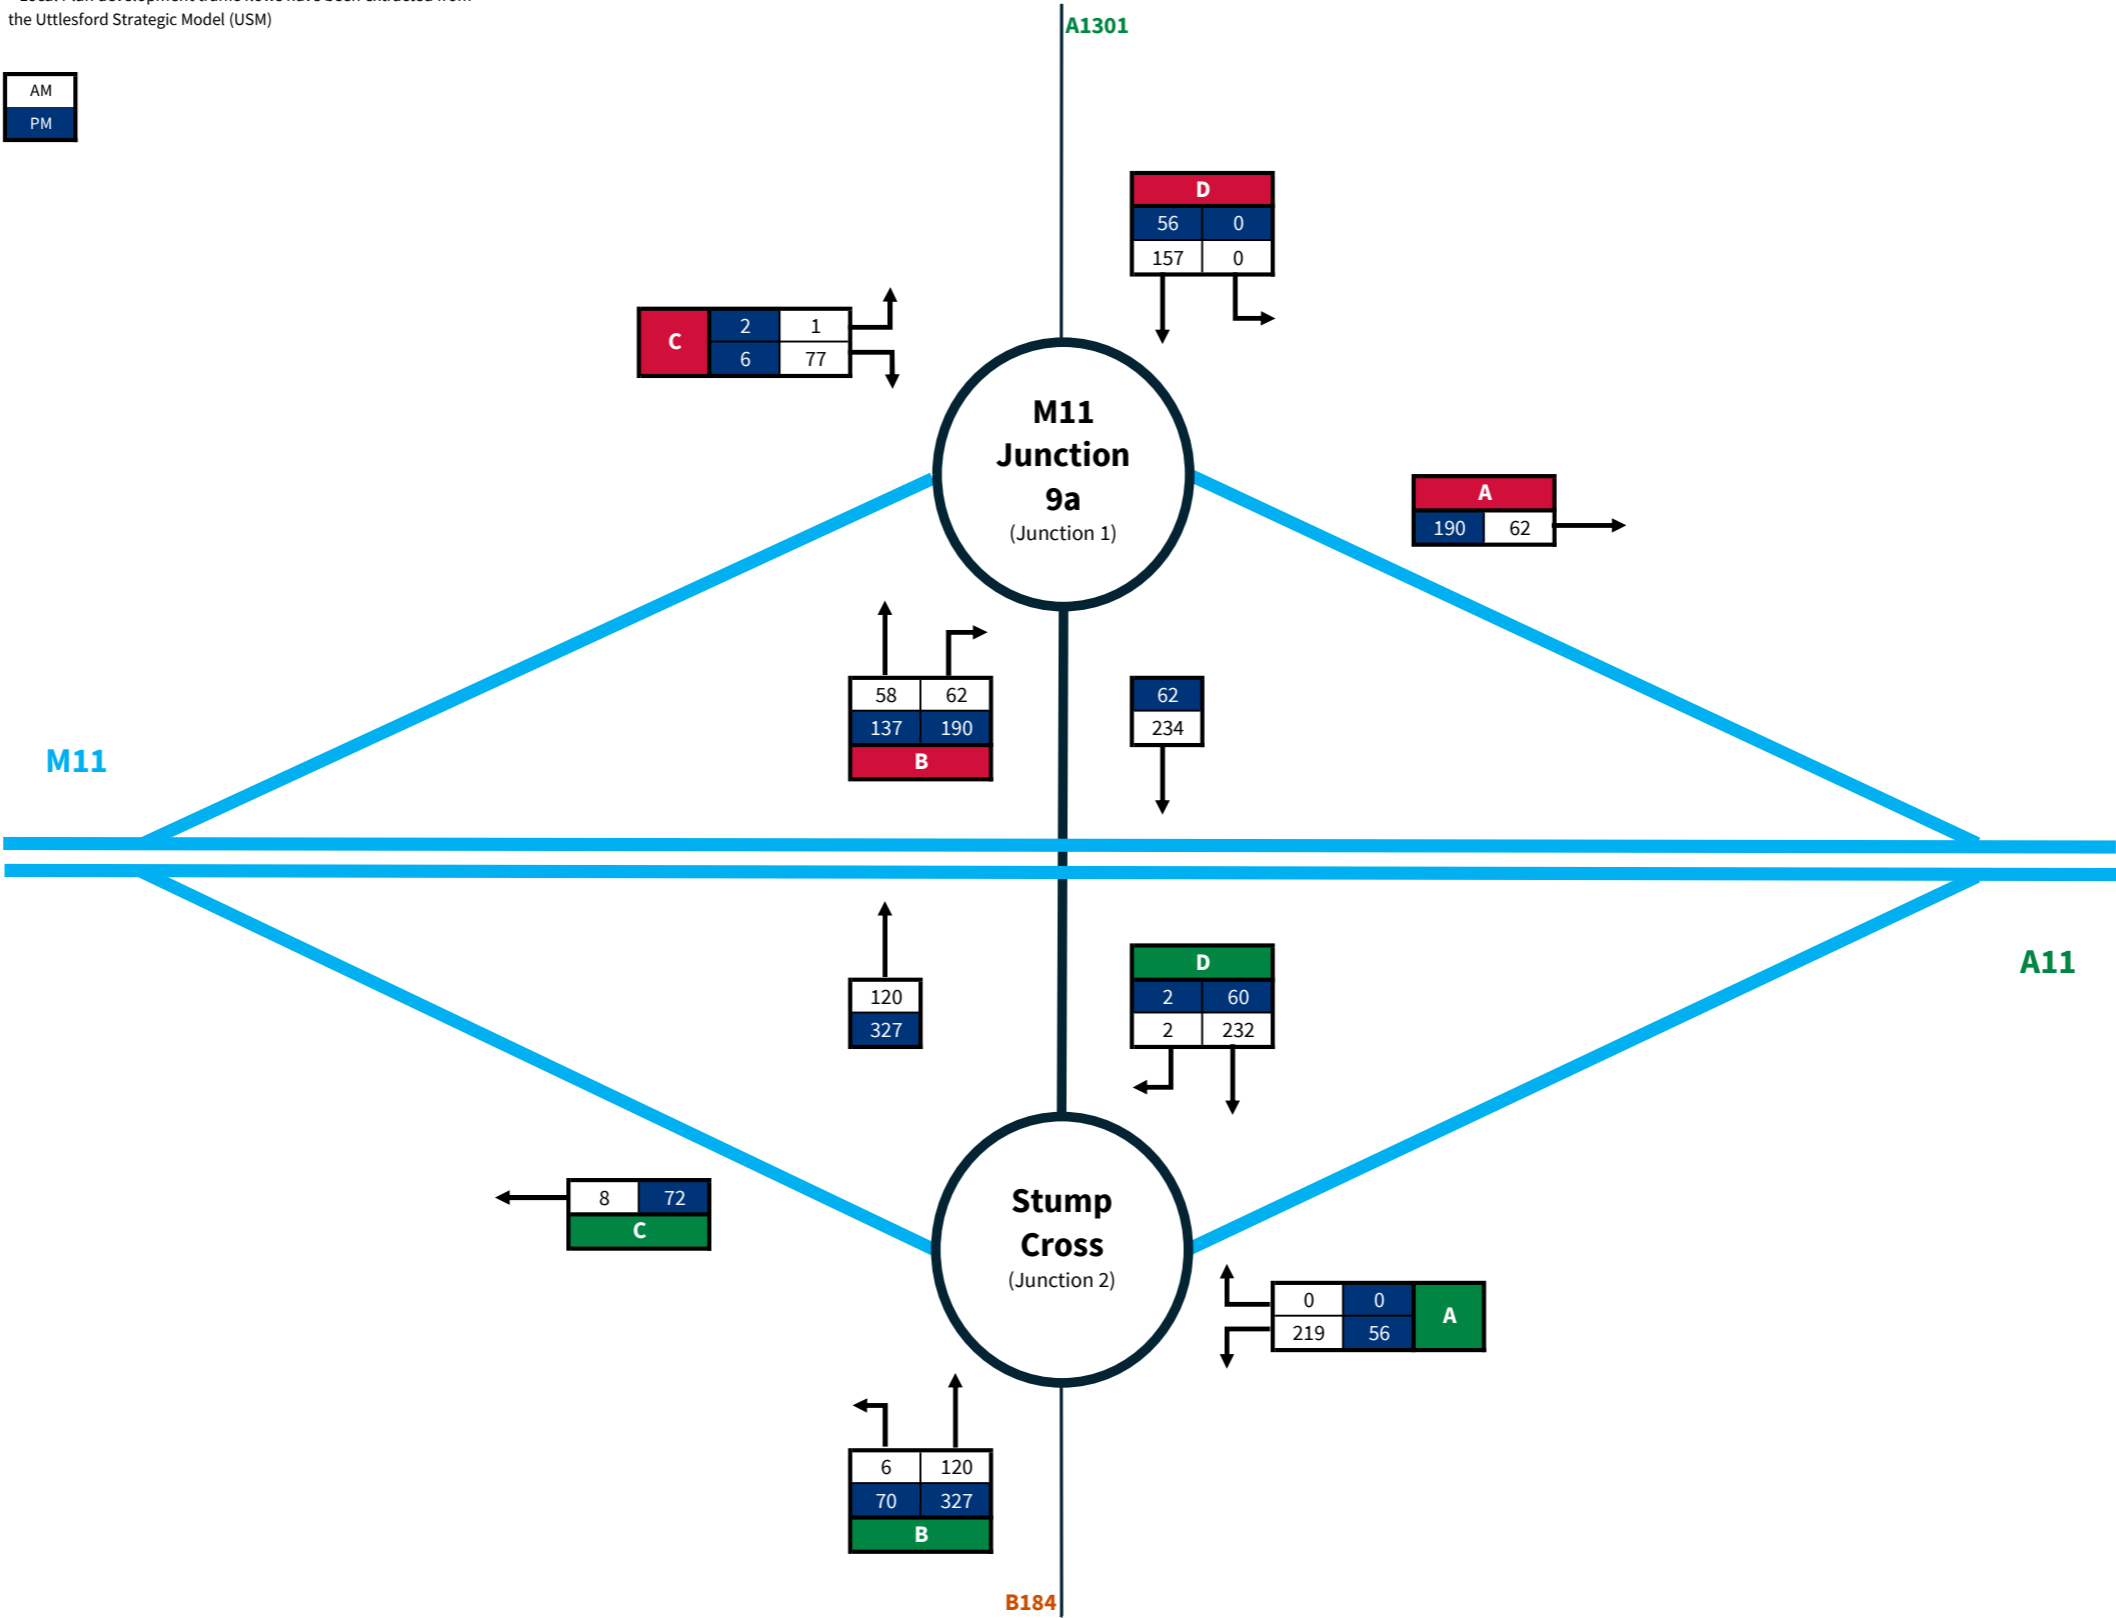 the Uttlesford Strategic Model (USM)
A1301
AM
PM
D
56 0
157 0
C 2 1
6 77
M11
Junction
9a
(Junction 1)
A
190 62
58 62
137 190
B
62
234
M11
120
327
D
2 60
2 232
A11
8 72
C
Stump
Cross
(Junction 2)
0 0 A
219 56
6 120
70 327
B
B184